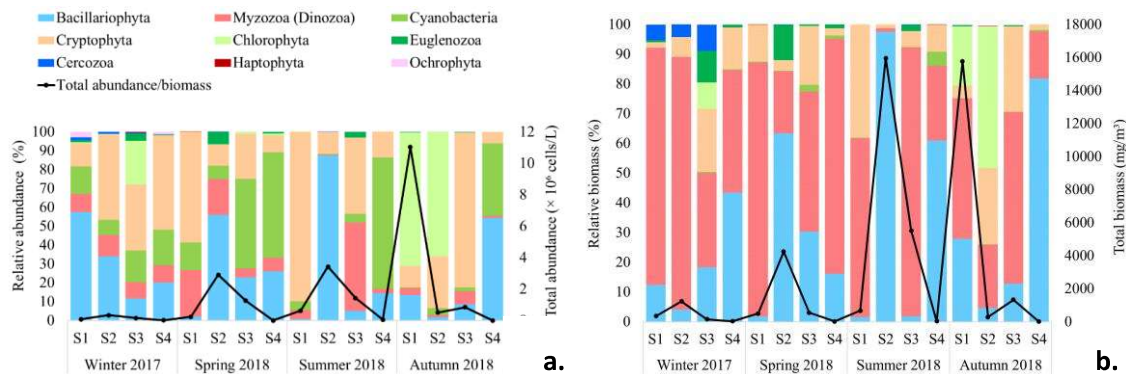 Bacillariophyta Myzozoa (Dinozoa) Cyanobacteria
Cryptophyta Chlorophyta Euglenozoa
Cercozoa Haptophyta Ochrophyta
Total abundance/biomass
Relative abundance (%)
100
90
80
70
60
50
40
30
20
10
0
12
10
8
6
4
2
Total abundance (× 10⁶ cells/L)
S1 S2 S3 S4 S1 S2 S3 S4 S1 S2 S3 S4 S1 S2 S3 S4
Winter 2017 Spring 2018 Summer 2018 Autumn 2018
a.
Relative biomass (%)
100
90
80
70
60
50
40
30
20
10
0
18000
16000
14000
12000
10000
8000
6000
4000
2000
0
Total biomass (mg/m³)
S1 S2 S3 S4 S1 S2 S3 S4 S1 S2 S3 S4 S1 S2 S3 S4
Winter 2017 Spring 2018 Summer 2018 Autumn 2018
b.